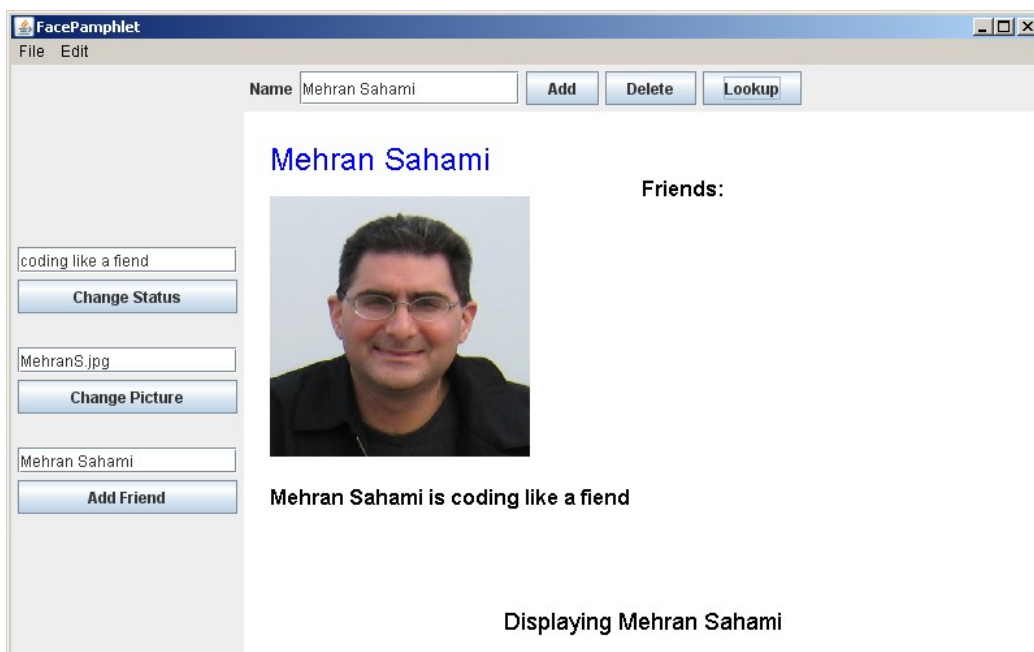 FacePamphlet
File Edit
Name Mehran Sahami Add Delete Lookup
Mehran Sahami
Friends:
coding like a fiend
Change Status
MehranS.jpg
Change Picture
Mehran Sahami
Add Friend
Mehran Sahami is coding like a fiend
Displaying Mehran Sahami